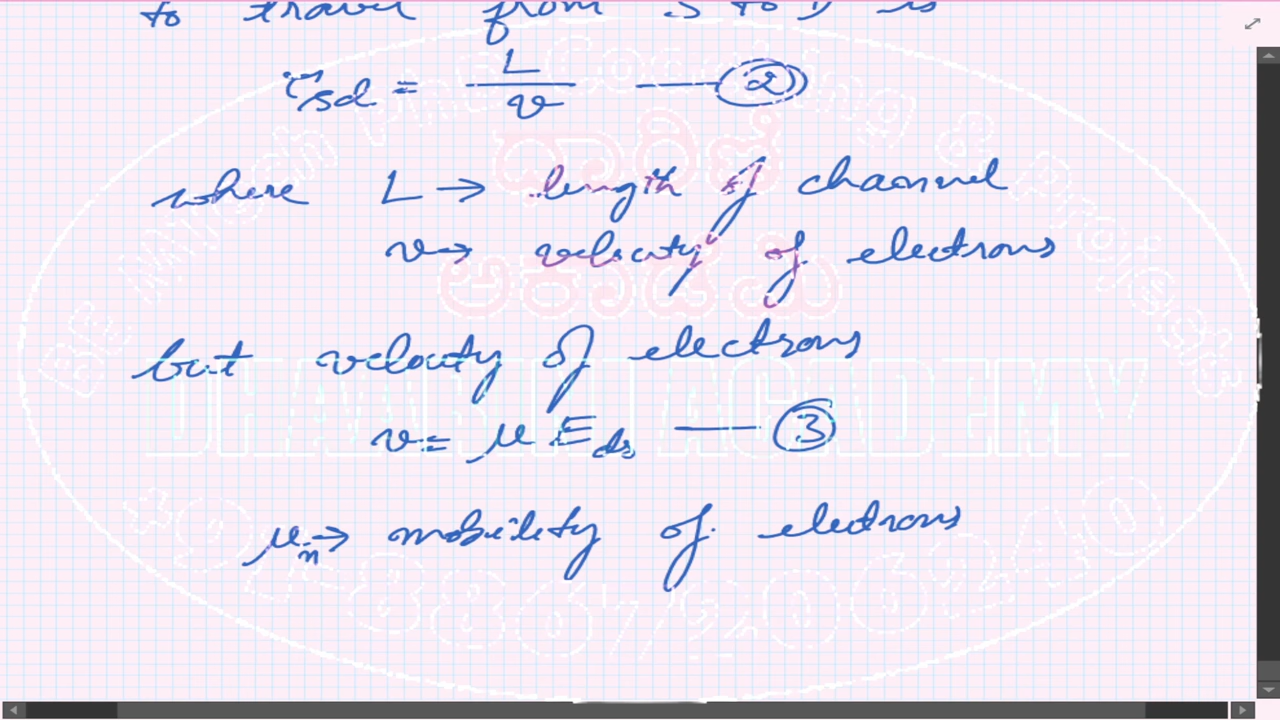 to travel from S to D is
τsd = L / v —— ②
where L → length of channel
v → velocity of electrons
but velocity of electrons
v = μ Eds —— ③
μn → mobility of electrons